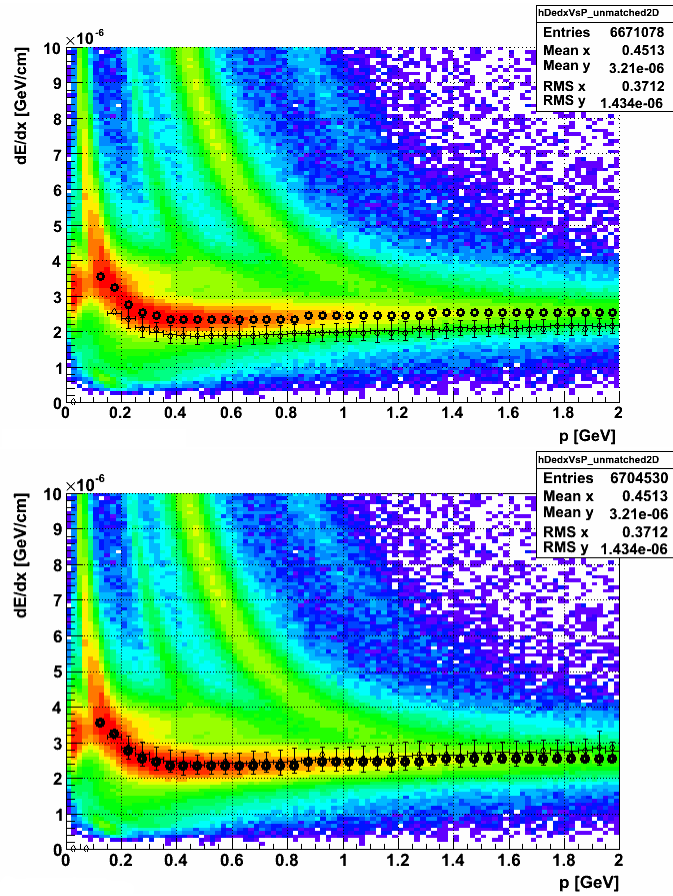 hDedxVsP_unmatched2D
Entries 6671078
Mean x 0.4513
Mean y 3.21e-06
RMS x 0.3712
RMS y 1.434e-06
×10-6
dE/dx [GeV/cm]
10
9
8
7
6
5
4
3
2
1
0
0 0.2 0.4 0.6 0.8 1 1.2 1.4 1.6 1.8 2
p [GeV]
hDedxVsP_unmatched2D
Entries 6704530
Mean x 0.4513
Mean y 3.21e-06
RMS x 0.3712
RMS y 1.434e-06
×10-6
dE/dx [GeV/cm]
10
9
8
7
6
5
4
3
2
1
0
0 0.2 0.4 0.6 0.8 1 1.2 1.4 1.6 1.8 2
p [GeV]